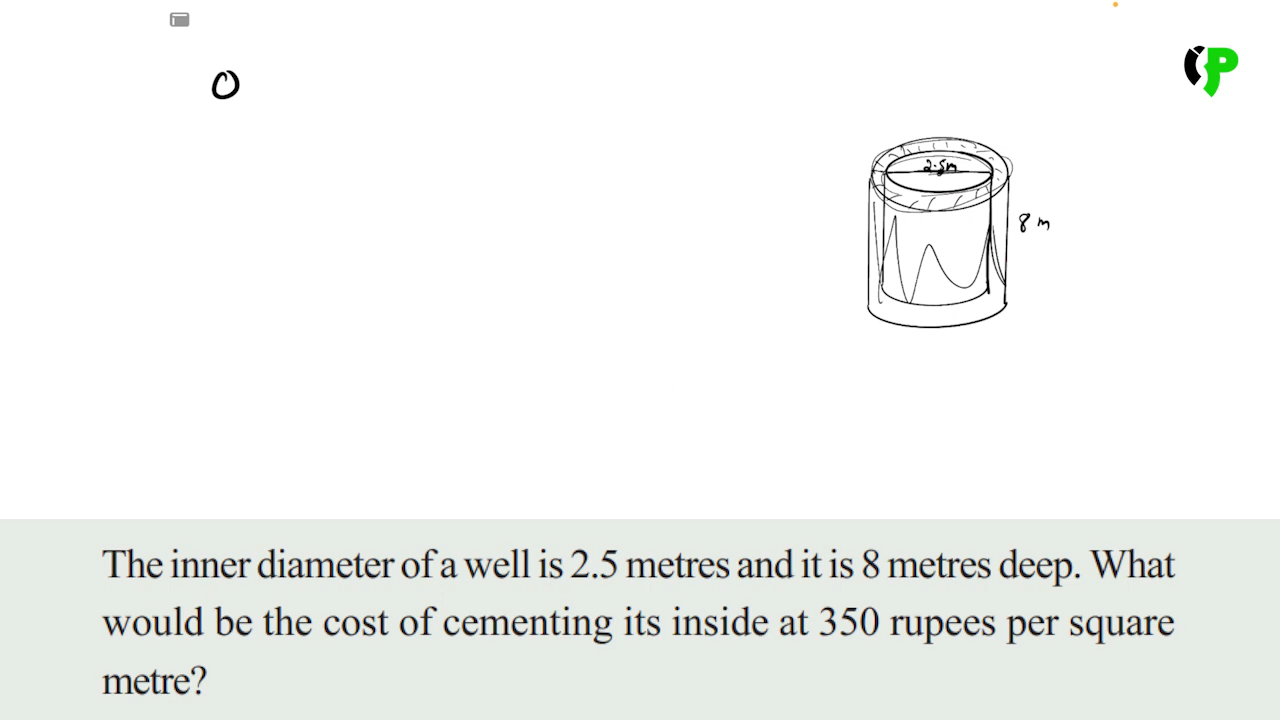 O
2.5m
8 m
The inner diameter of a well is 2.5 metres and it is 8 metres deep. What
would be the cost of cementing its inside at 350 rupees per square
metre?